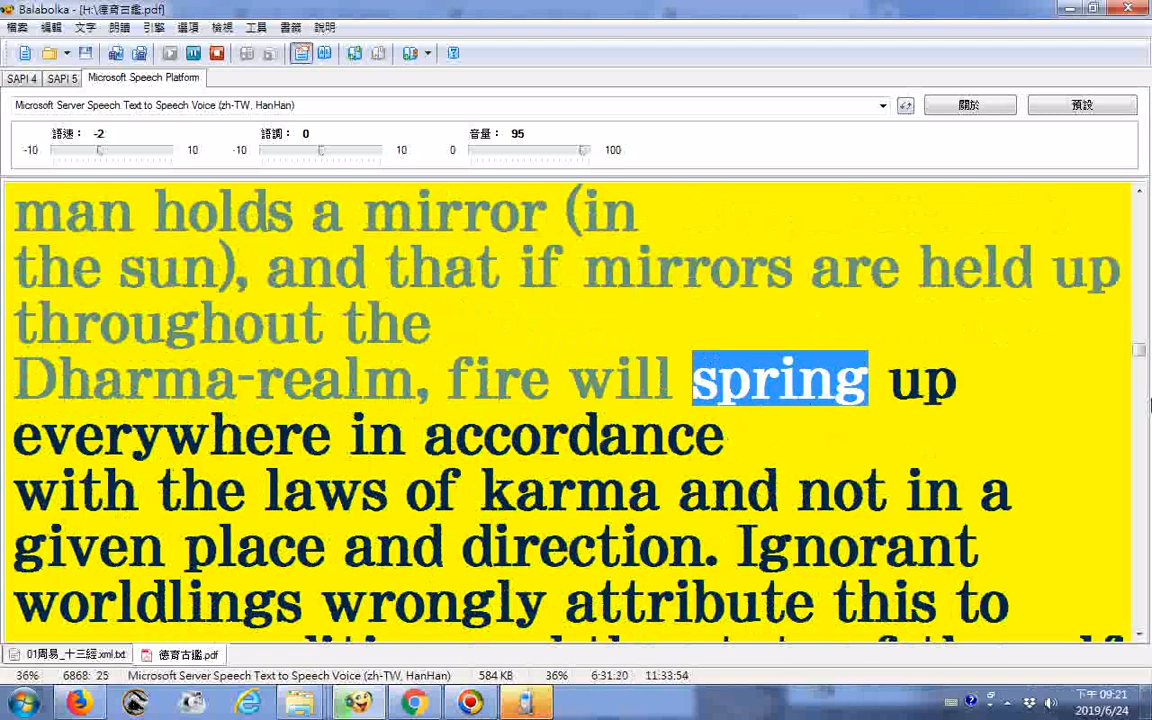 Balabolka - [H:\德育古鑑.pdf]
檔案 編輯 文字 朗讀 引擎 選項 檢視 工具 書籤 說明
SAPI 4 SAPI 5 Microsoft Speech Platform
Microsoft Server Speech Text to Speech Voice (zh-TW, HanHan) 關於 預設
語速： -2 語調： 0 音量： 95
-10 10 -10 10 0 100
man holds a mirror (in
the sun), and that if mirrors are held up
throughout the
Dharma-realm, fire will spring up
everywhere in accordance
with the laws of karma and not in a
given place and direction. Ignorant
worldlings wrongly attribute this to
01周易_十三經.xml.txt 德育古鑑.pdf
36% 6868: 25 Microsoft Server Speech Text to Speech Voice (zh-TW, HanHan) 584 KB 36% 6:31:20 11:33:54
下午 09:21
2019/6/24